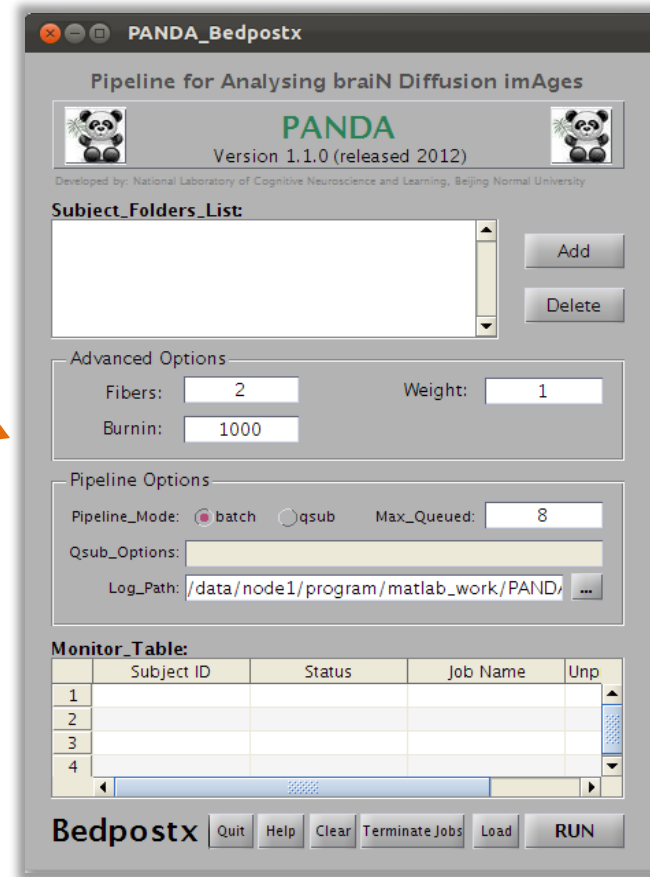 PANDA_Bedpostx
Pipeline for Analysing braiN Diffusion imAges
PANDA
Version 1.1.0 (released 2012)
Developed by: National Laboratory of Cognitive Neuroscience and Learning, Beijing Normal University
Subject_Folders_List:
Add
Delete
Advanced Options
Fibers: 2 Weight: 1
Burnin: 1000
Pipeline Options
Pipeline_Mode: batch qsub Max_Queued: 8
Qsub_Options:
Log_Path: /data/node1/program/matlab_work/PAND/ ...
Monitor_Table:
Subject ID Status Job Name Unp
1
2
3
4
Bedpostx Quit Help Clear Terminate Jobs Load RUN